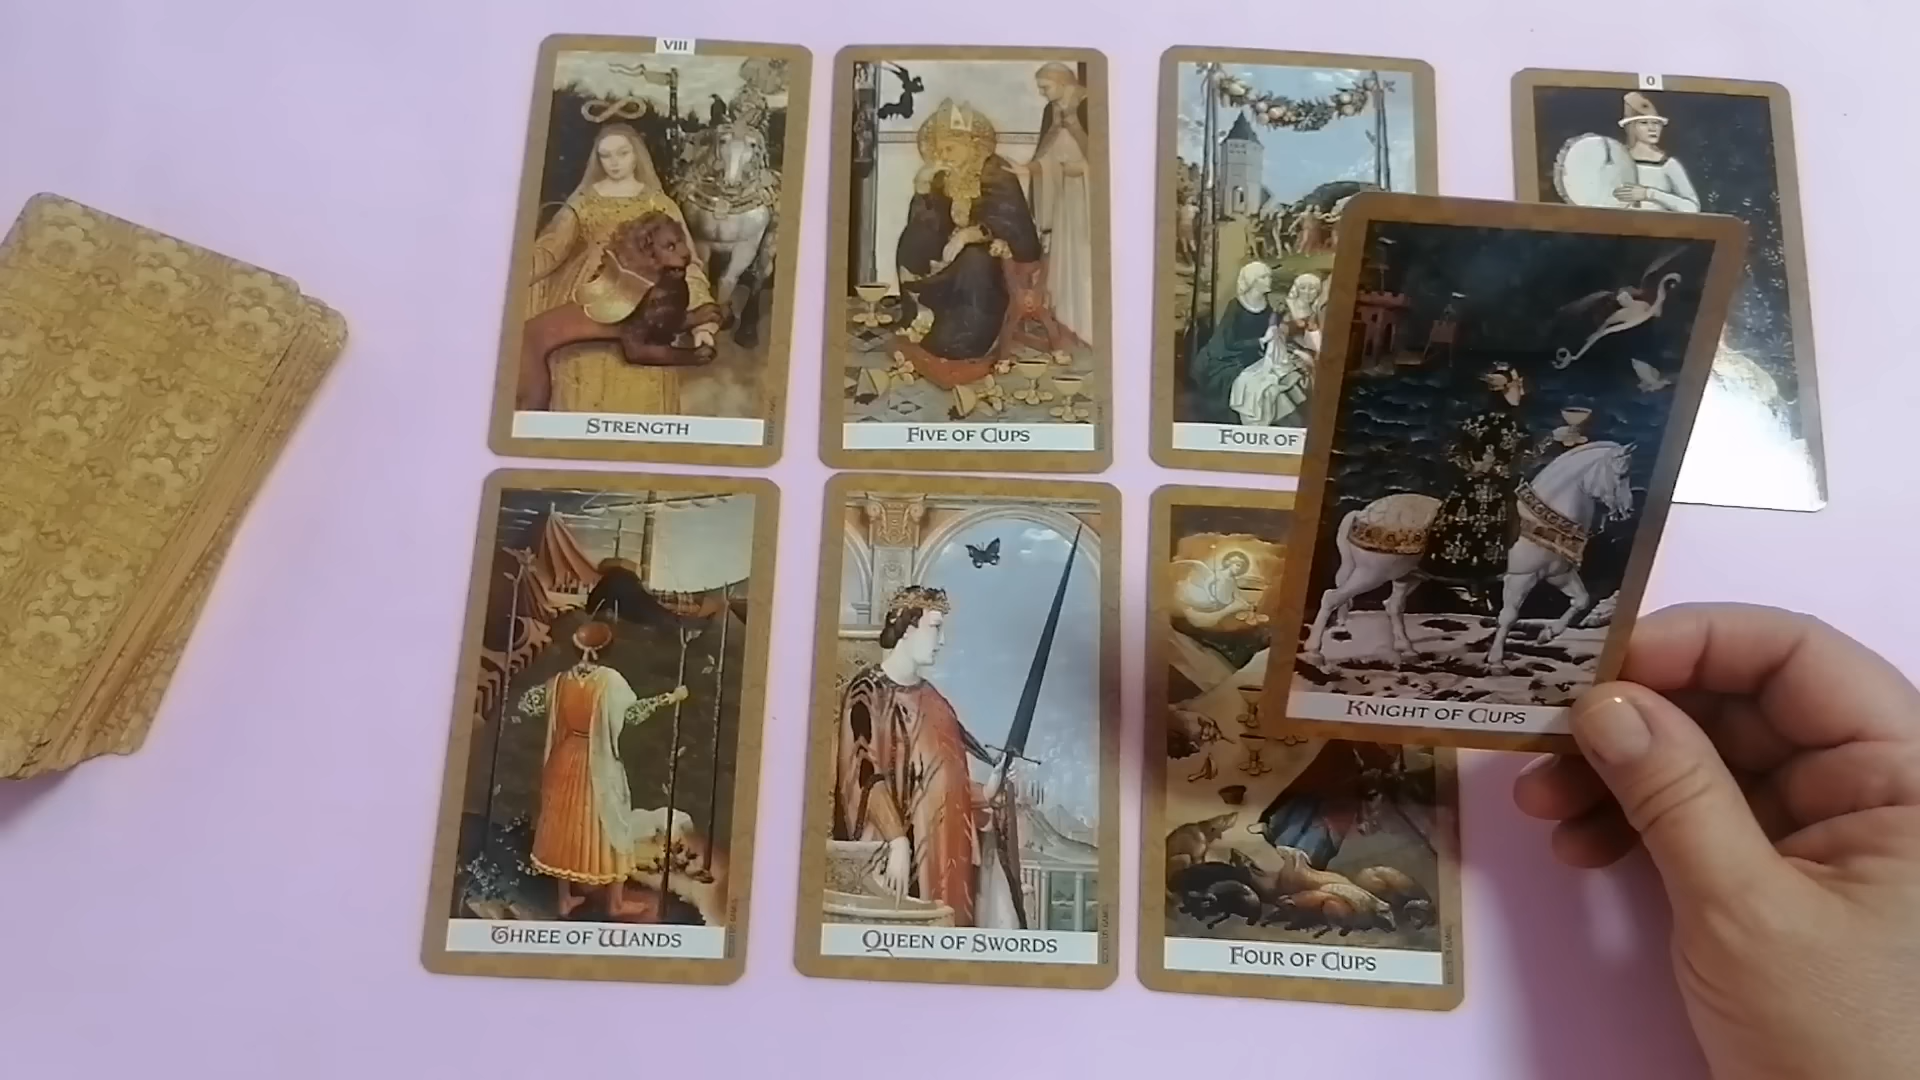 VIII
0
STRENGTH
FIVE OF CUPS
FOUR OF
KNIGHT OF CUPS
THREE OF WANDS
QUEEN OF SWORDS
FOUR OF CUPS